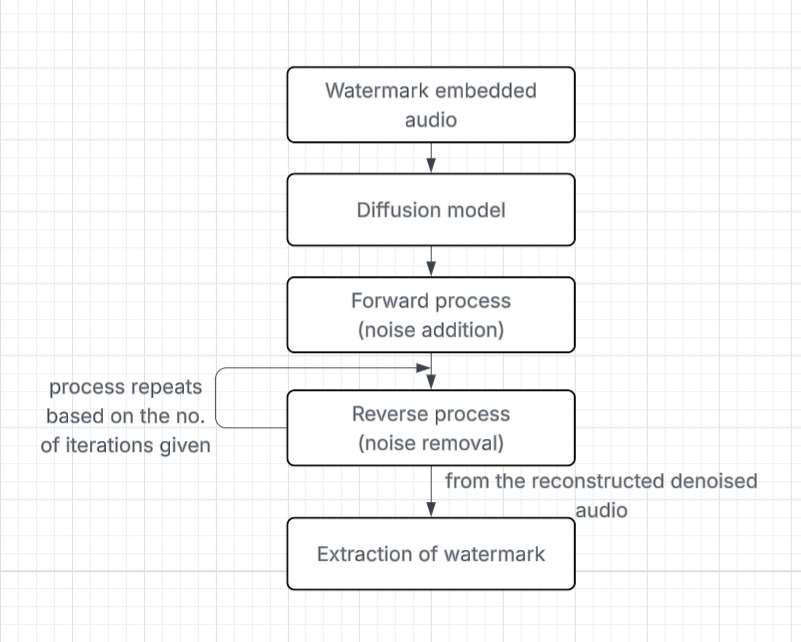 Watermark embedded
audio
Diffusion model
Forward process
(noise addition)
process repeats
based on the no.
of iterations given
Reverse process
(noise removal)
from the reconstructed denoised
audio
Extraction of watermark